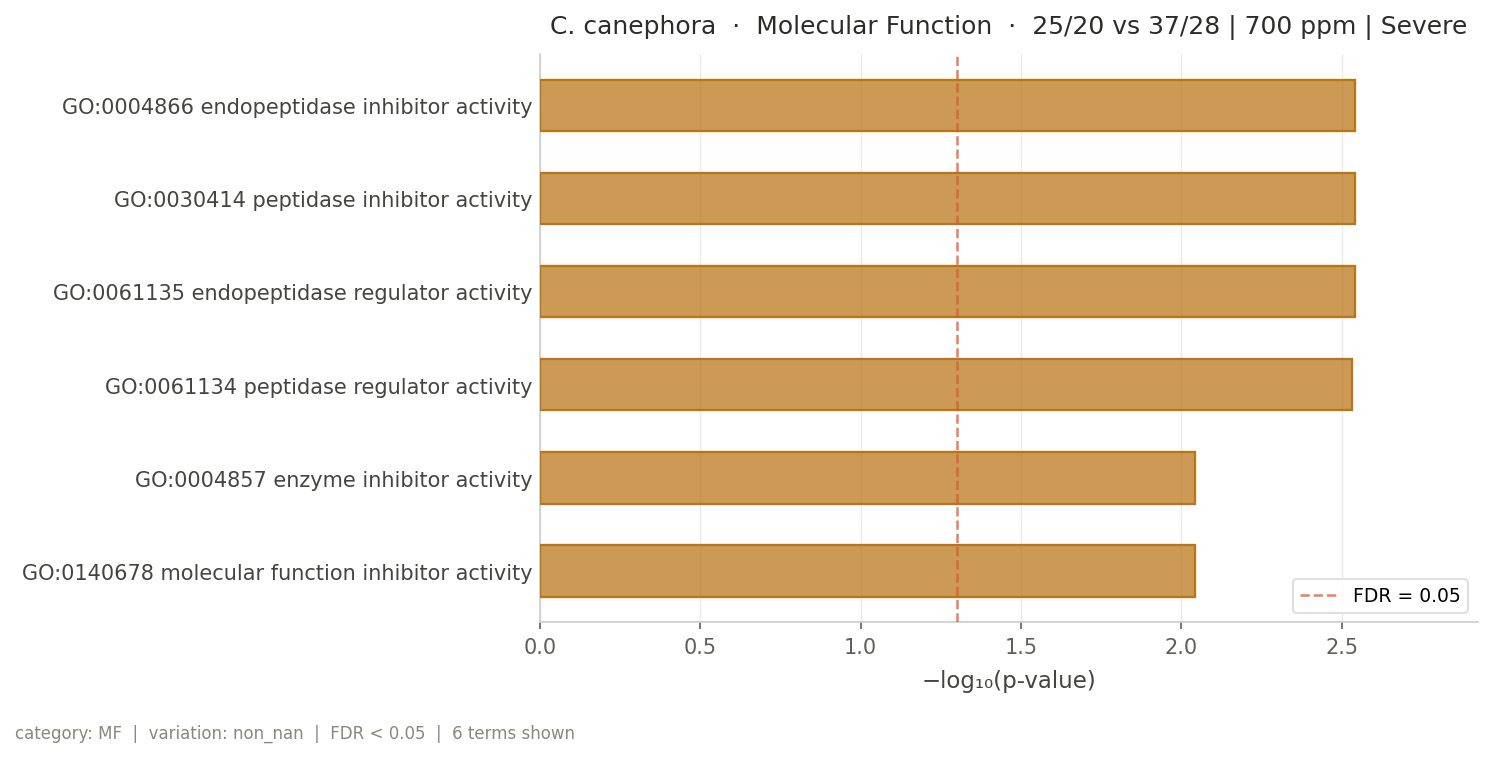 C. canephora · Molecular Function · 25/20 vs 37/28 | 700 ppm | Severe
GO:0004866 endopeptidase inhibitor activity
GO:0030414 peptidase inhibitor activity
GO:0061135 endopeptidase regulator activity
GO:0061134 peptidase regulator activity
GO:0004857 enzyme inhibitor activity
GO:0140678 molecular function inhibitor activity
FDR = 0.05
0.0 0.5 1.0 1.5 2.0 2.5
−log₁₀(p-value)
category: MF | variation: non_nan | FDR < 0.05 | 6 terms shown